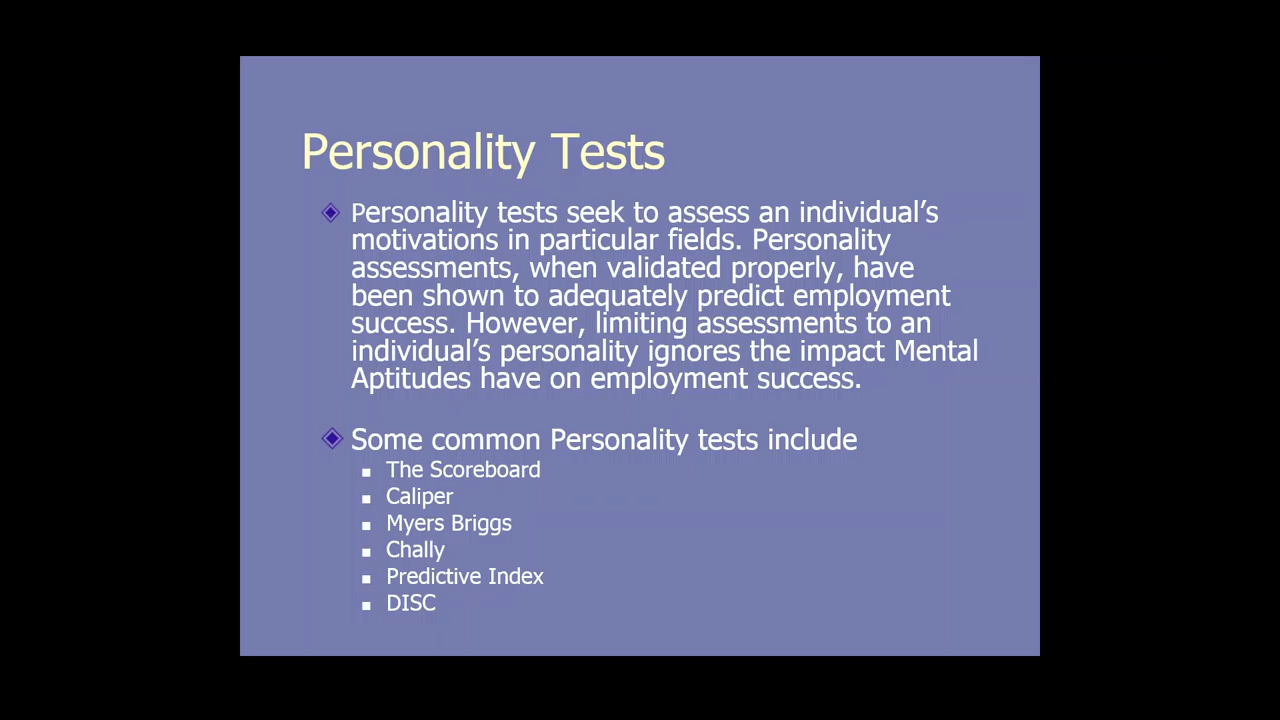 Personality Tests
Personality tests seek to assess an individual's
motivations in particular fields. Personality
assessments, when validated properly, have
been shown to adequately predict employment
success. However, limiting assessments to an
individual's personality ignores the impact Mental
Aptitudes have on employment success.
Some common Personality tests include
The Scoreboard
Caliper
Myers Briggs
Chally
Predictive Index
DISC